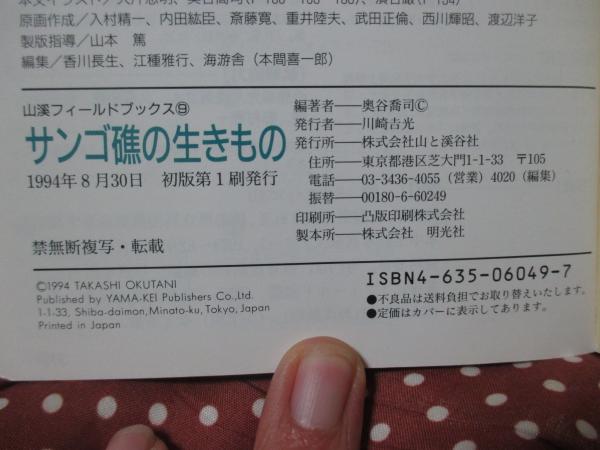 原画作成／入村精一、内田紘臣、斎藤寛、重井陸夫、武田正倫、西川輝昭、渡辺洋子
製版指導／山本　篤
編集／香川長生、江種雅行、海游舎（本間喜一郎）
山溪フィールドブックス⑨
サンゴ礁の生きもの
1994年8月30日　初版第1刷発行
禁無断複写・転載
編著者──奥谷喬司©
発行者──川崎吉光
発行所──株式会社山と溪谷社
住所──東京都港区芝大門1-1-33　〒105
電話──03-3436-4055（営業）4020（編集）
振替──00180-6-60249
印刷所──凸版印刷株式会社
製本所──株式会社　明光社
©1994 TAKASHI OKUTANI
Published by YAMA-KEI Publishers Co.,Ltd.
1-1-33, Shiba-daimon,Minato-ku,Tokyo,Japan
Printed in Japan
ISBN4-635-06049-7
●不良品は送料負担でお取り替えいたします。
●定価はカバーに表示してあります。